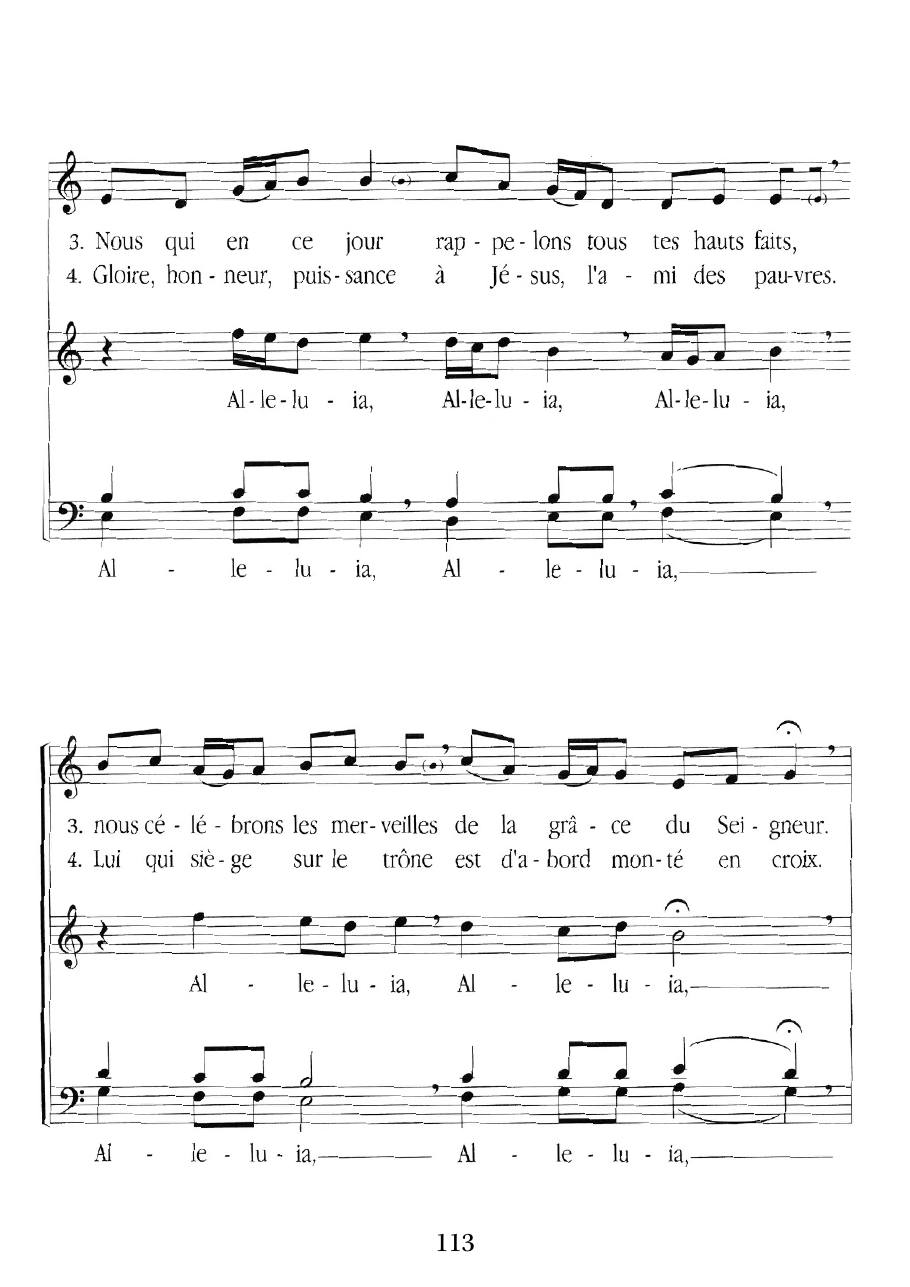 3. Nous qui en ce jour rap - pe - lons tous tes hauts faits,
4. Gloire, hon - neur, puis - sance à Jé - sus, l'a - mi des pau-vres.
Al - le - lu - ia, Al-le-lu - ia, Al-le-lu - ia,
Al - le - lu - ia, Al - le - lu - ia,
3. nous cé - lé - brons les mer- veilles de la grâ - ce du Sei - gneur.
4. Lui qui siè - ge sur le trône est d'a - bord mon - té en croix.
Al - le - lu - ia, Al - le - lu - ia,
Al - le - lu - ia, Al - le - lu - ia,
113